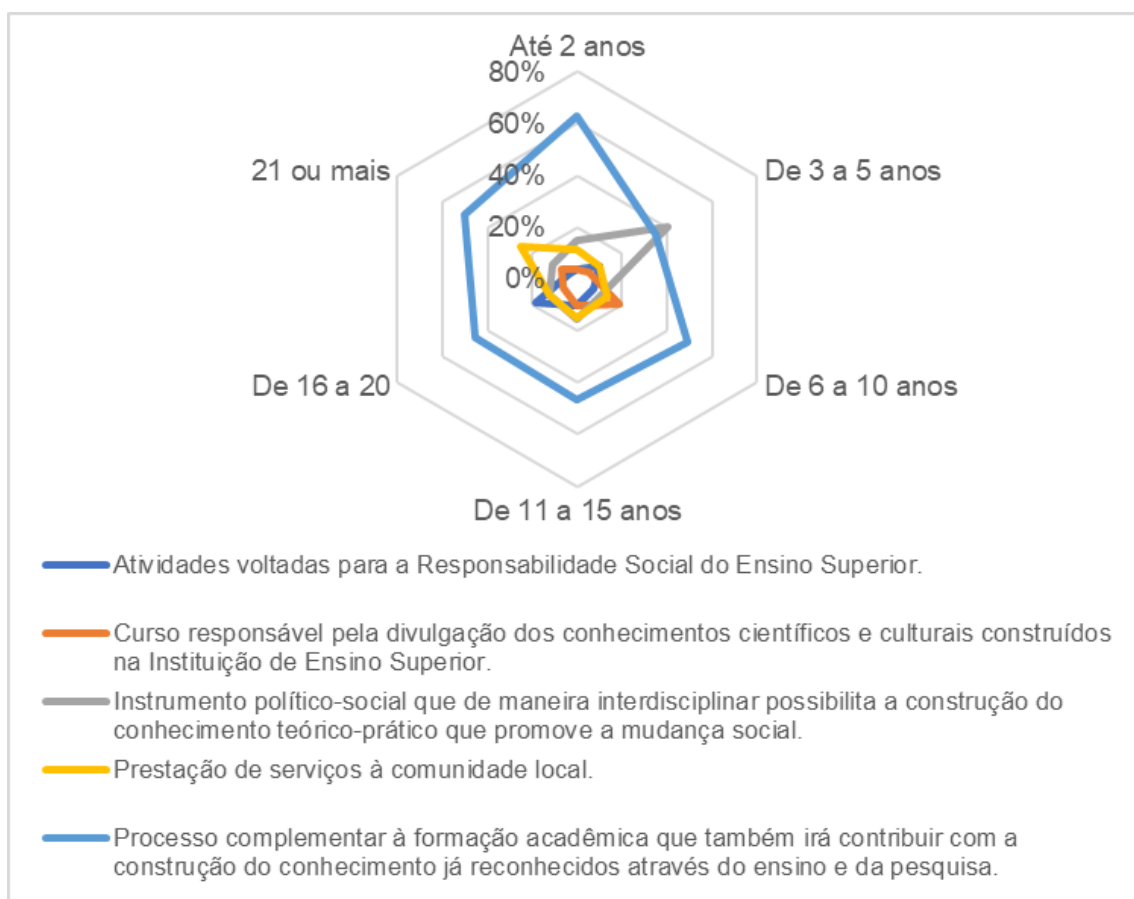 Até 2 anos
80%
60%
40%
20%
0%
21 ou mais
De 3 a 5 anos
De 16 a 20
De 6 a 10 anos
De 11 a 15 anos
Atividades voltadas para a Responsabilidade Social do Ensino Superior.
Curso responsável pela divulgação dos conhecimentos científicos e culturais construídos
na Instituição de Ensino Superior.
Instrumento político-social que de maneira interdisciplinar possibilita a construção do
conhecimento teórico-prático que promove a mudança social.
Prestação de serviços à comunidade local.
Processo complementar à formação acadêmica que também irá contribuir com a
construção do conhecimento já reconhecidos através do ensino e da pesquisa.